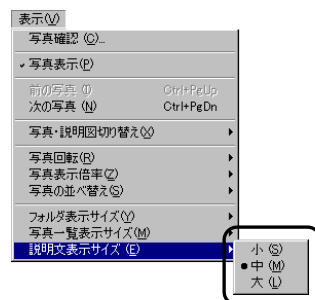 表示(V)
写真確認 (C)...
写真表示(P)
前の写真 (I) Ctrl+PgUp
次の写真 (N) Ctrl+PgDn
写真・説明図切り替え(X)
写真回転(R)
写真表示倍率(Z)
写真の並べ替え(S)
フォルダ表示サイズ(Y)
写真一覧表示サイズ(M)
説明文表示サイズ (E)
小 (S)
中 (M)
大 (L)